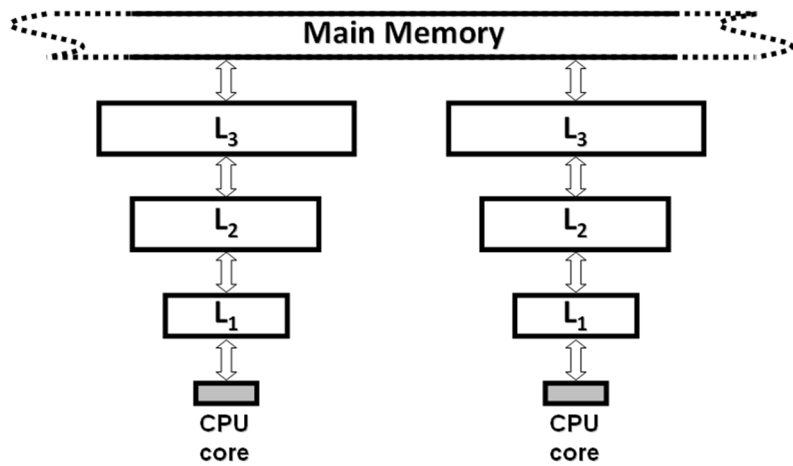 Main Memory
L3 L3
L2 L2
L1 L1
CPU CPU
core core